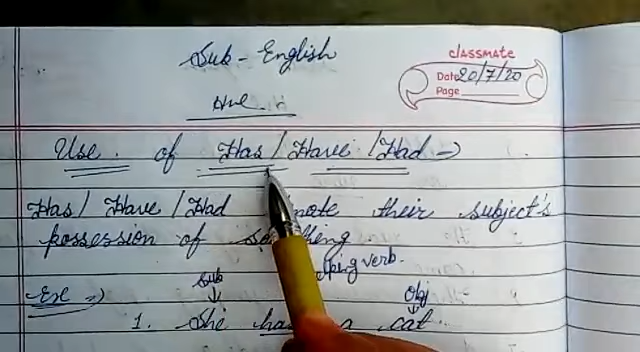 Sub - English
classmate
Date 20/7/20
Page
Use of Has / Have / Had
Has / Have / Had their subject's
possession of
verb.
Ex sub obj
1. She a cat